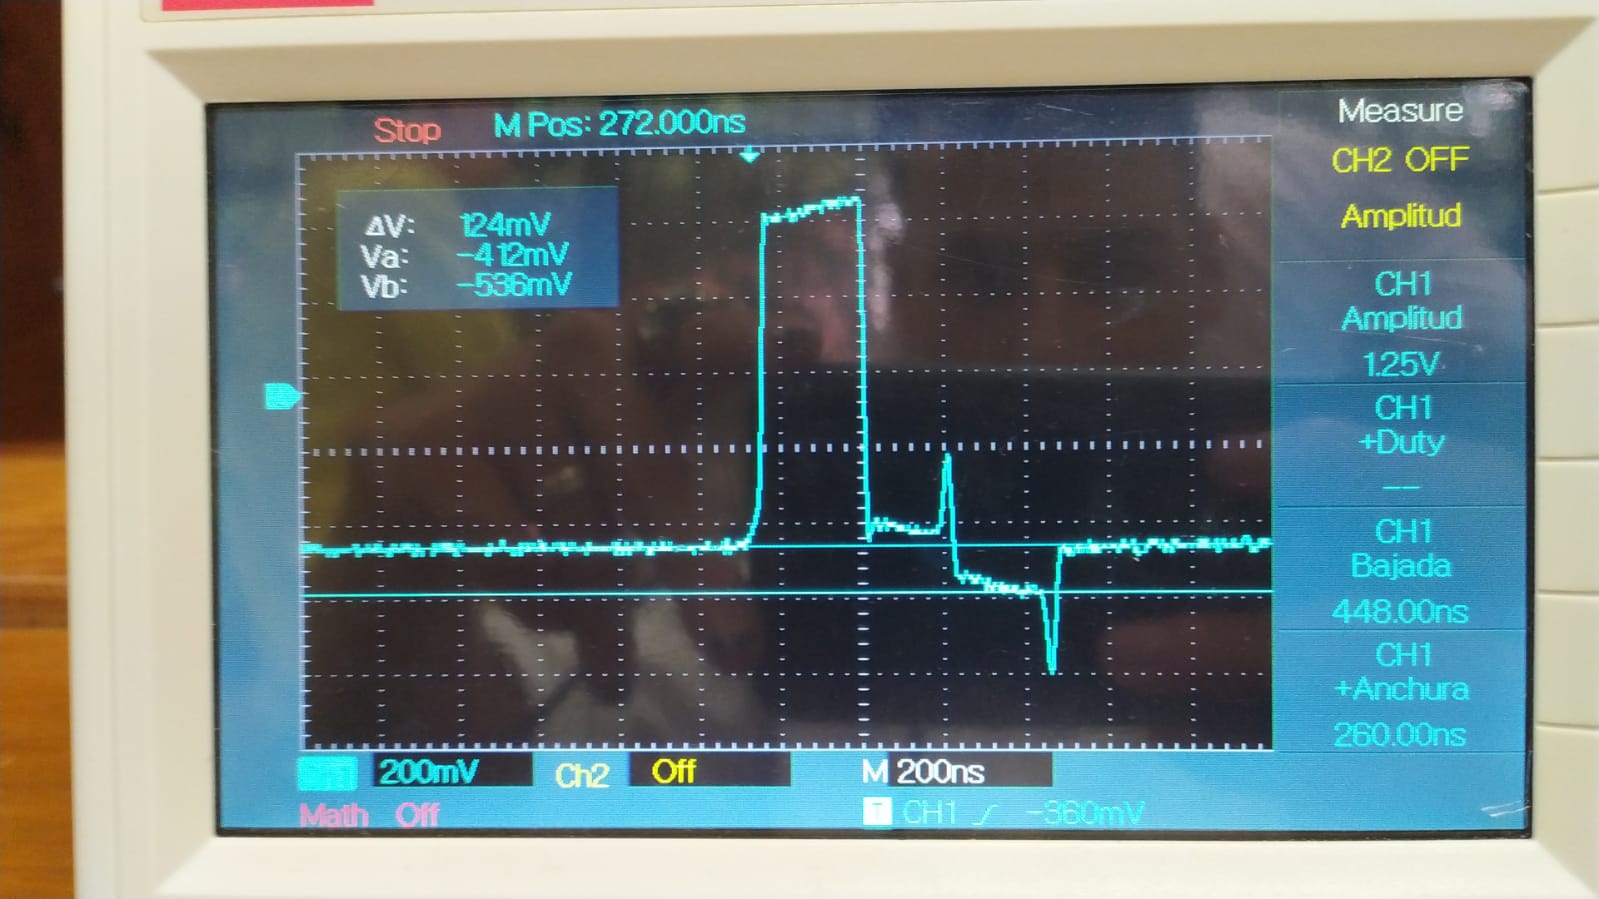 Stop M Pos: 272.000ns
Measure
CH2 OFF
Amplitud
ΔV: 124mV
Va: -412mV
Vb: -536mV
CH1
Amplitud
1.25V
CH1
+Duty
---
CH1
Bajada
448.00ns
CH1
+Anchura
260.00ns
200mV Ch2 Off M 200ns
Math Off T CH1 -360mV